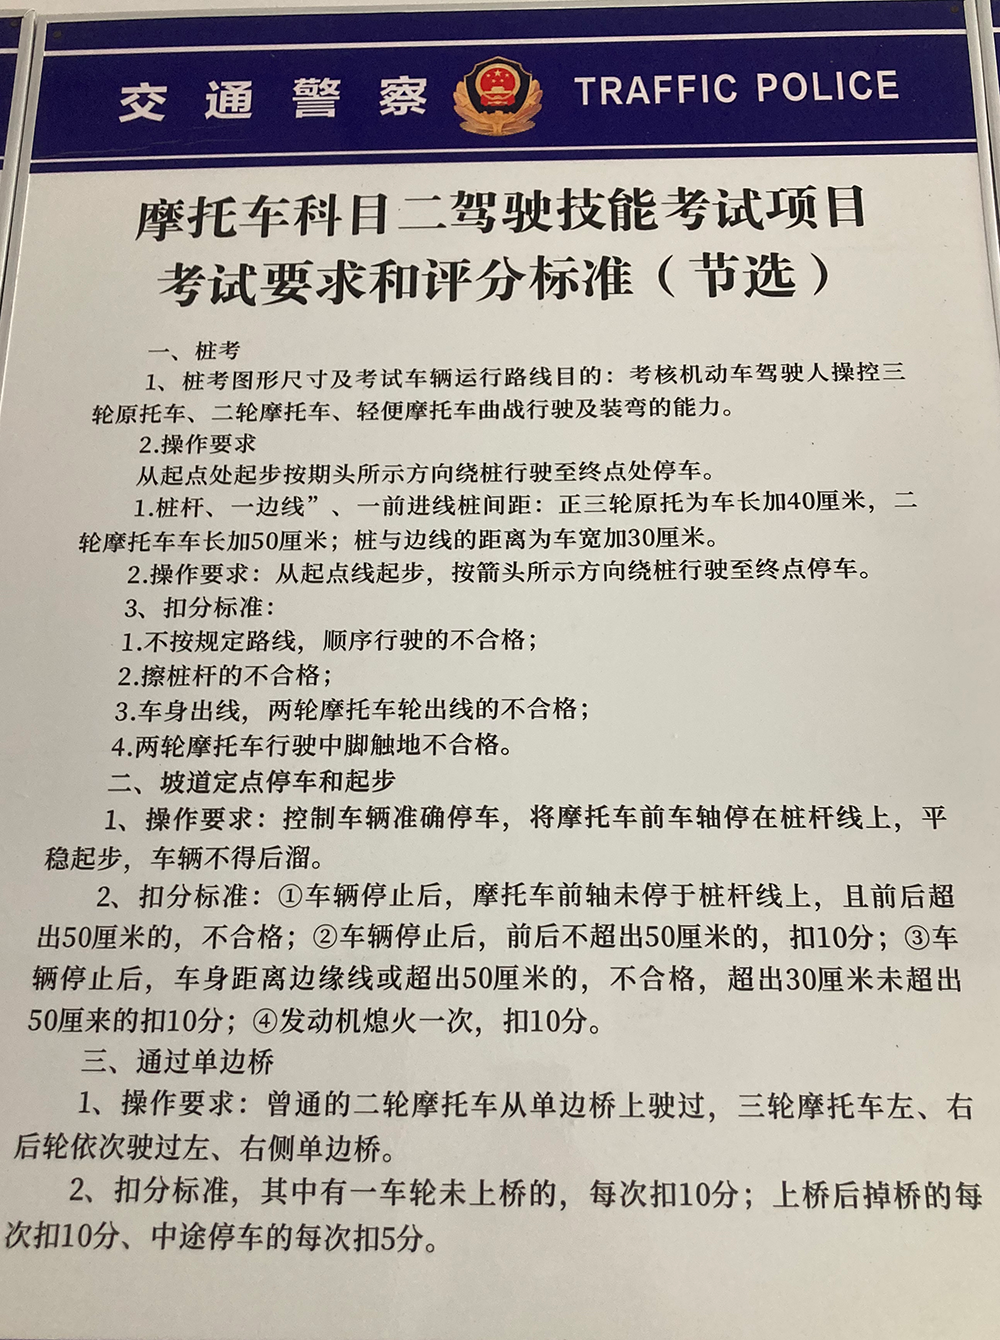 交通警察 TRAFFIC POLICE
摩托车科目二驾驶技能考试项目
考试要求和评分标准（节选）
一、桩考
1、桩考图形尺寸及考试车辆运行路线目的：考核机动车驾驶人操控三
轮原托车、二轮摩托车、轻便摩托车曲战行驶及装弯的能力。
2.操作要求
从起点处起步按期头所示方向绕桩行驶至终点处停车。
1.桩杆、一边线”、一前进线桩间距：正三轮原托为车长加40厘米，二
轮摩托车车长加50厘米；桩与边线的距离为车宽加30厘米。
2.操作要求：从起点线起步，按箭头所示方向绕桩行驶至终点停车。
3、扣分标准：
1.不按规定路线，顺序行驶的不合格；
2.擦桩杆的不合格；
3.车身出线，两轮摩托车轮出线的不合格；
4.两轮摩托车行驶中脚触地不合格。
二、坡道定点停车和起步
1、操作要求：控制车辆准确停车，将摩托车前车轴停在桩杆线上，平
稳起步，车辆不得后溜。
2、扣分标准：①车辆停止后，摩托车前轴未停于桩杆线上，且前后超
出50厘米的，不合格；②车辆停止后，前后不超出50厘米的，扣10分；③车
辆停止后，车身距离边缘线或超出50厘米的，不合格，超出30厘米未超出
50厘来的扣10分；④发动机熄火一次，扣10分。
三、通过单边桥
1、操作要求：曾通的二轮摩托车从单边桥上驶过，三轮摩托车左、右
后轮依次驶过左、右侧单边桥。
2、扣分标准，其中有一车轮未上桥的，每次扣10分；上桥后掉桥的每
次扣10分、中途停车的每次扣5分。